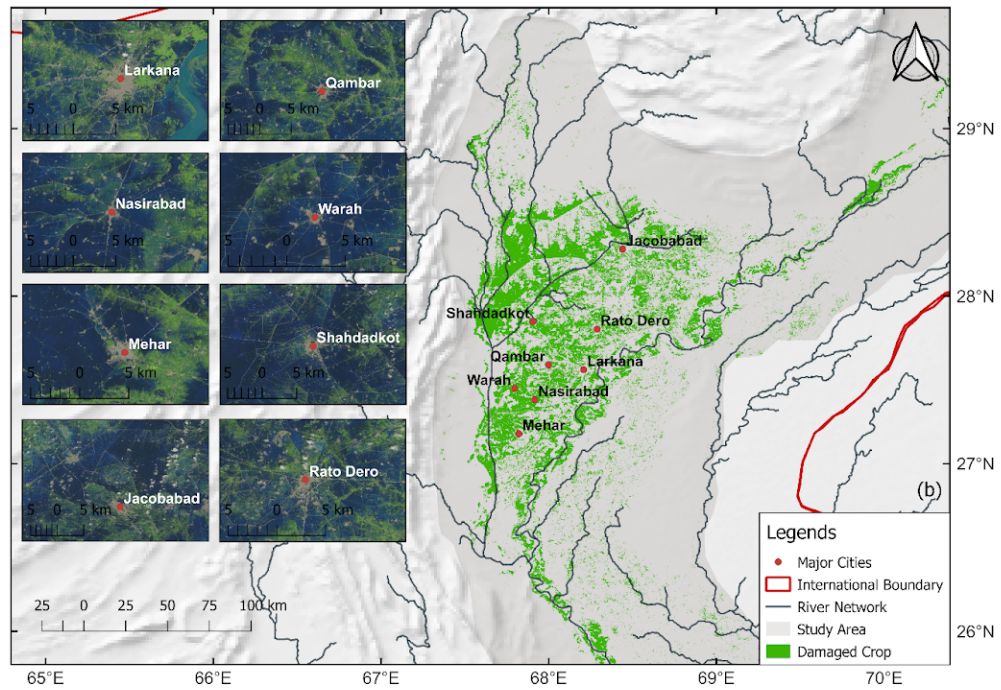 Larkana
5 0 5 km
Qambar
5 0 5 km
Nasirabad
5 0 5 km
Warah
5 0 5 km
Mehar
5 0 5 km
Shahdadkot
5 0 5 km
Jacobabad
5 0 5 km
Rato Dero
5 0 5 km
Jacobabad
Shahdadkot
Rato Dero
Qambar
Larkana
Warah
Nasirabad
Mehar
29°N
28°N
27°N
26°N
(b)
Legends
Major Cities
International Boundary
River Network
Study Area
Damaged Crop
25 0 25 50 75 100 km
65°E 66°E 67°E 68°E 69°E 70°E